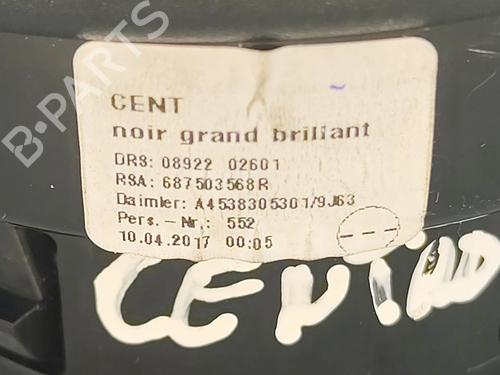 B-PARTS
CENT
noir grand brillant
DRS: 08922 02601
RSA: 687503568R
Daimler: A4538305301/9J63
Pers.-Nr.: 552
10.04.2017 00:05